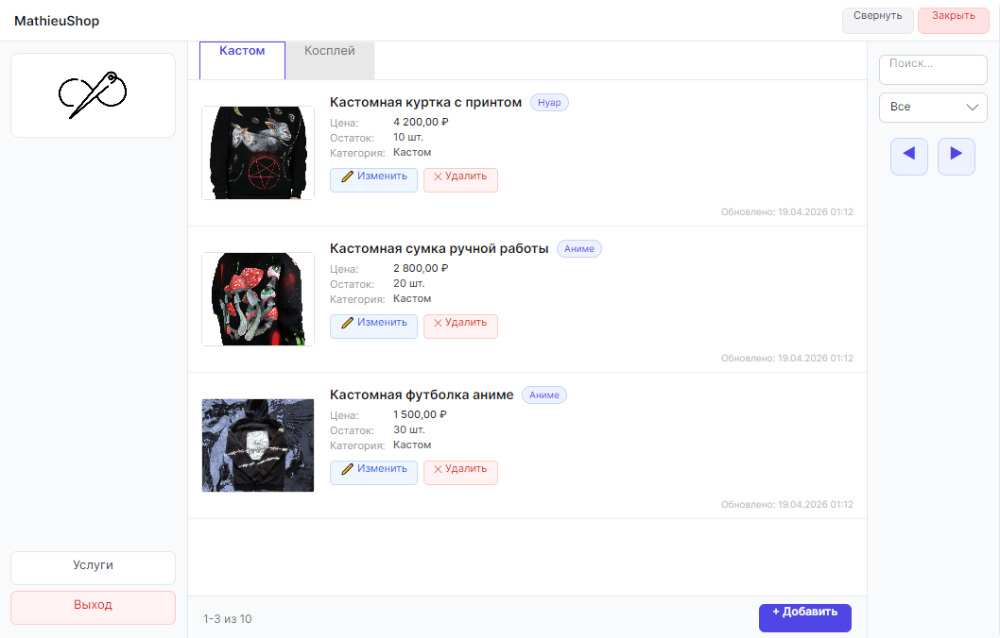 MathieuShop
Свернуть
Закрыть
Кастом
Косплей
Поиск...
Все
Кастомная куртка с принтом
Нуар
Цена: 4 200,00 ₽
Остаток: 10 шт.
Категория: Кастом
Изменить
Удалить
Обновлено: 19.04.2026 01:12
Кастомная сумка ручной работы
Аниме
Цена: 2 800,00 ₽
Остаток: 20 шт.
Категория: Кастом
Изменить
Удалить
Обновлено: 19.04.2026 01:12
Кастомная футболка аниме
Аниме
Цена: 1 500,00 ₽
Остаток: 30 шт.
Категория: Кастом
Изменить
Удалить
Обновлено: 19.04.2026 01:12
Услуги
Выход
1-3 из 10
+ Добавить